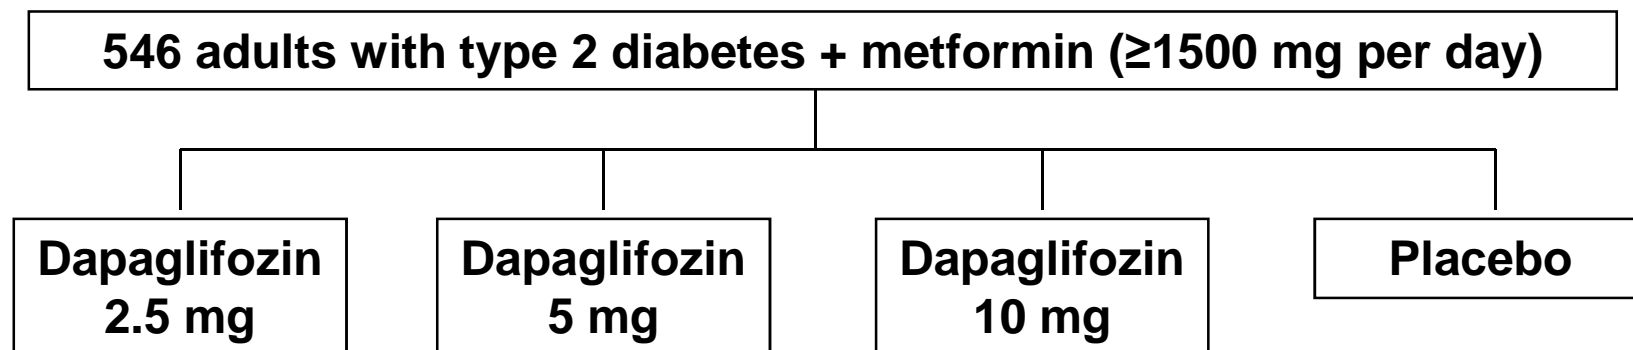 546 adults with type 2 diabetes + metformin (≥1500 mg per day)
Dapaglifozin
2.5 mg
Dapaglifozin
5 mg
Dapaglifozin
10 mg
Placebo